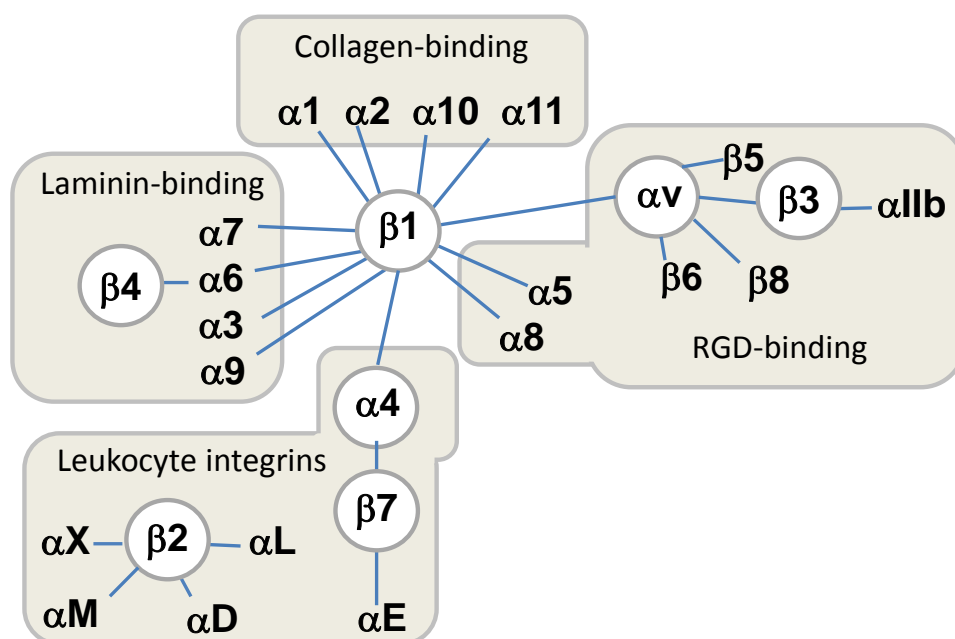 Collagen-binding
α1 α2 α10 α11
Laminin-binding
β5
αv
β3
αIIb
α7
β1
β4
α6
β6
β8
α5
α3
α8
RGD-binding
α9
α4
Leukocyte integrins
β7
αX
β2
αL
αM
αD
αE